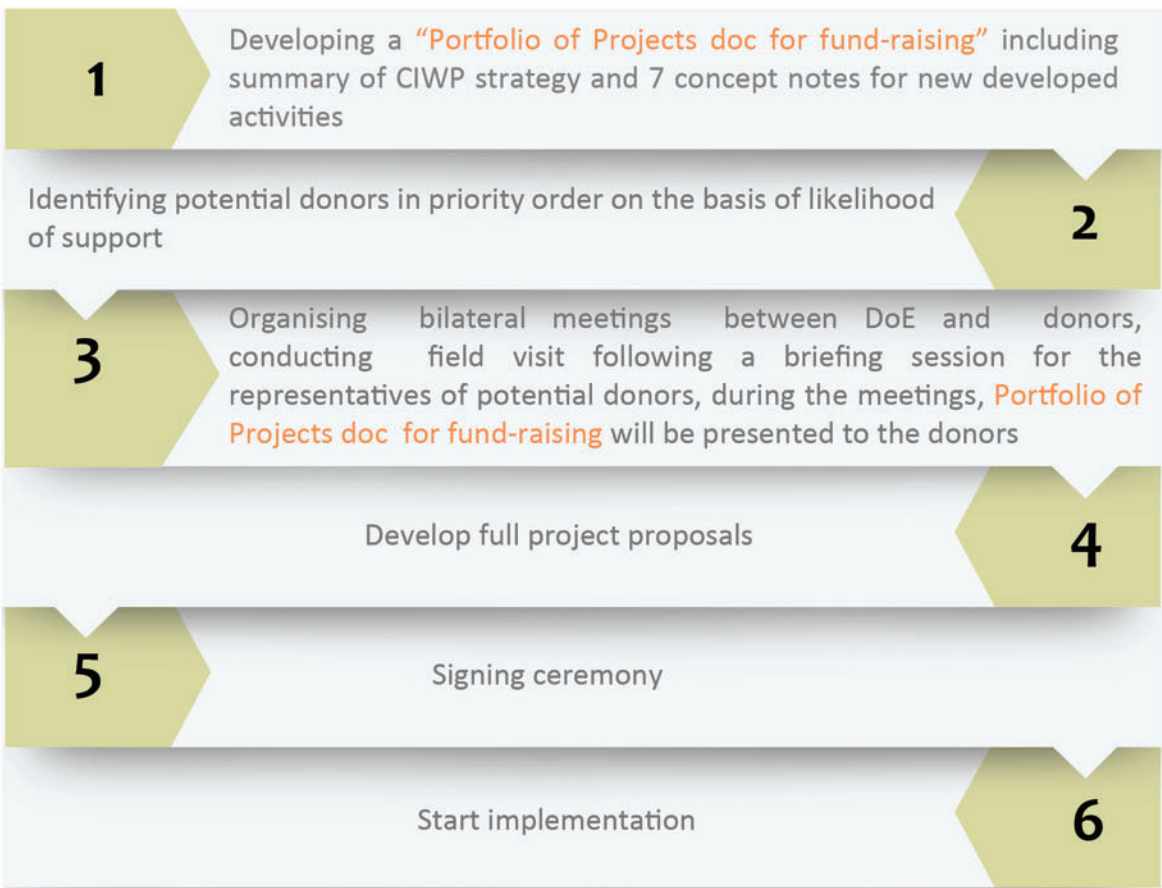 1
Developing a “Portfolio of Projects doc for fund-raising” including
summary of CIWP strategy and 7 concept notes for new developed
activities
Identifying potential donors in priority order on the basis of likelihood
of support
2
3
Organising bilateral meetings between DoE and donors,
conducting field visit following a briefing session for the
representatives of potential donors, during the meetings, Portfolio of
Projects doc for fund-raising will be presented to the donors
Develop full project proposals
4
5
Signing ceremony
Start implementation
6